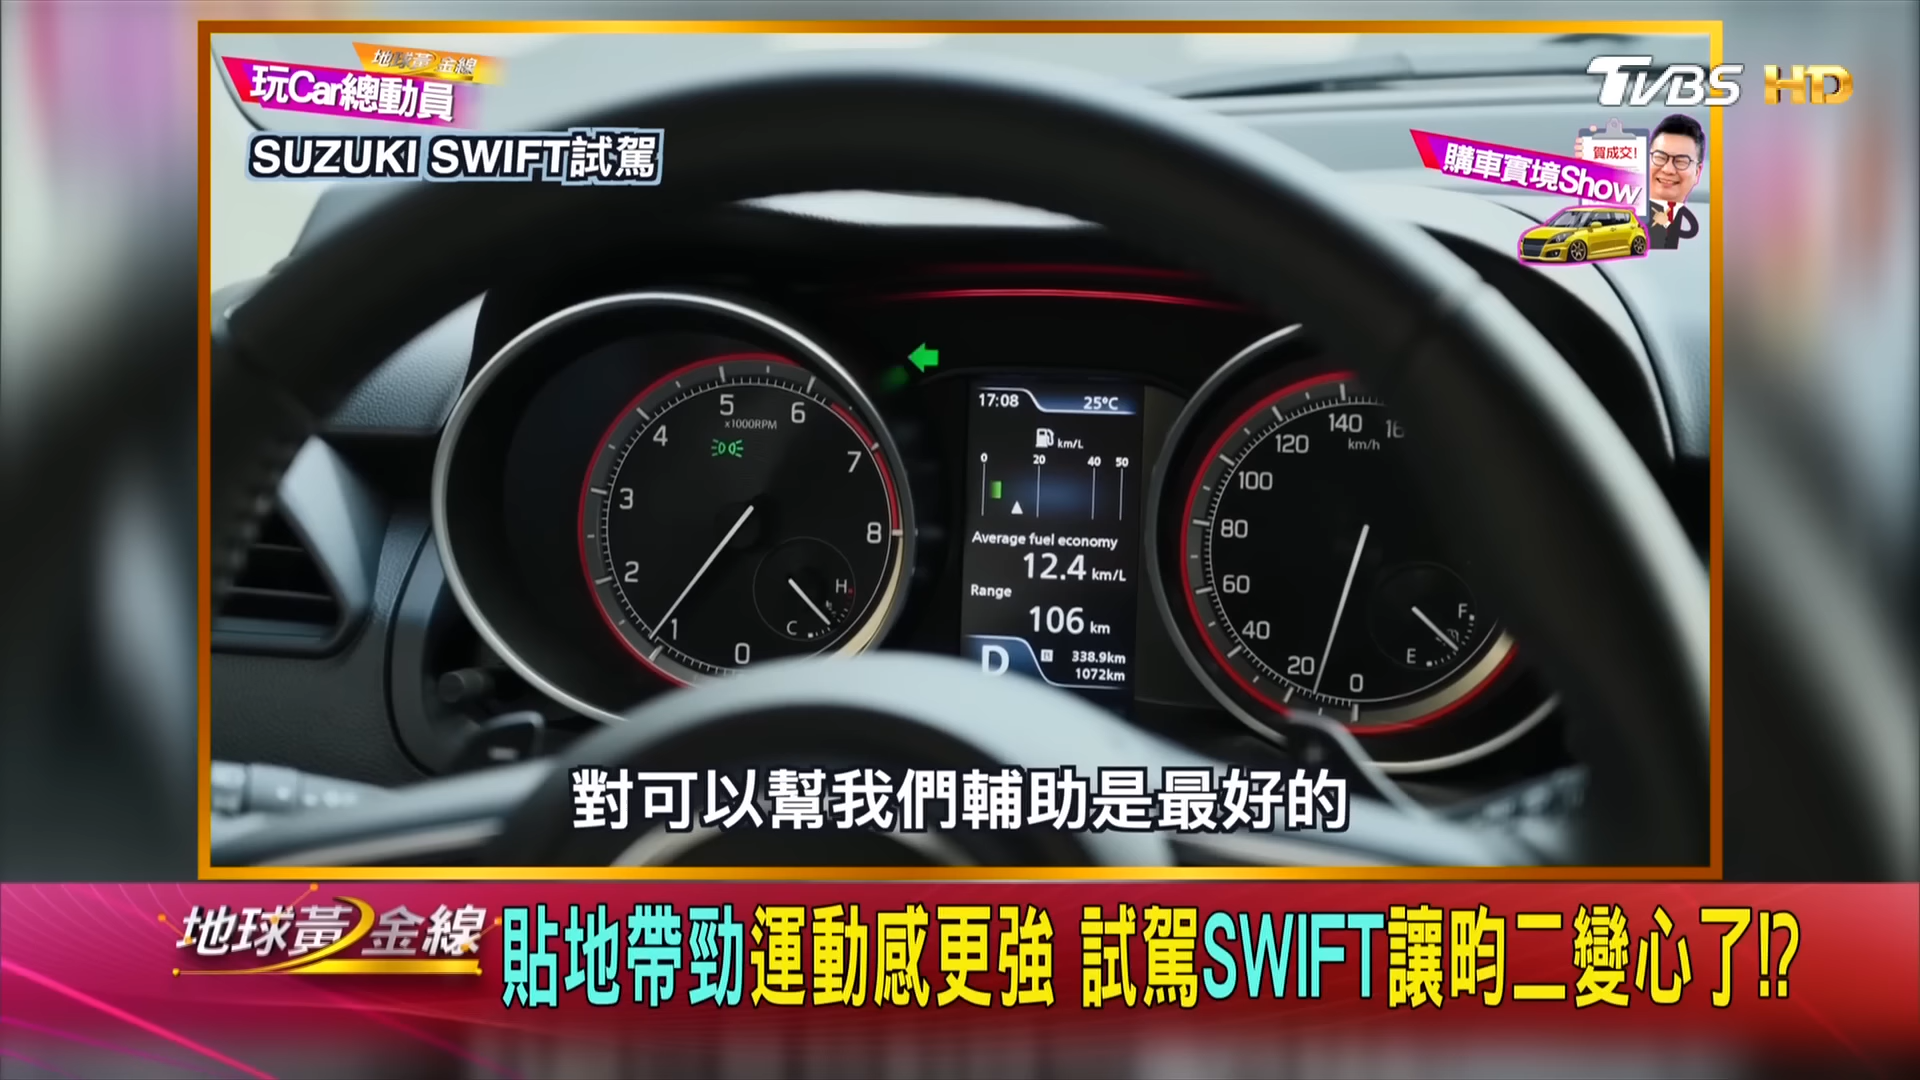 地球黃金線
玩Car總動員
SUZUKI SWIFT試駕
TVBS HD
賀成交!
購車實境Show
17:08 25°C
km/L
0 20 40 50
Average fuel economy
12.4 km/L
Range
106 km
D
338.9km
1072km
0 1 2 3 4 5 6 7 8
x1000RPM
C H
0 20 40 60 80 100 120 140
km/h
E F
對可以幫我們輔助是最好的
地球黃金線
貼地帶勁運動感更強 試駕SWIFT讓畇二變心了!?